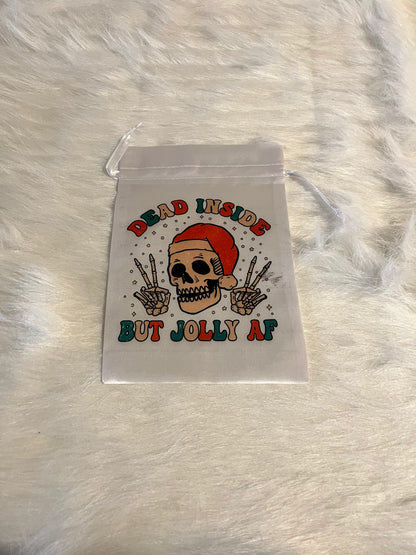 DEAD INSIDE
BUT JOLLY AF